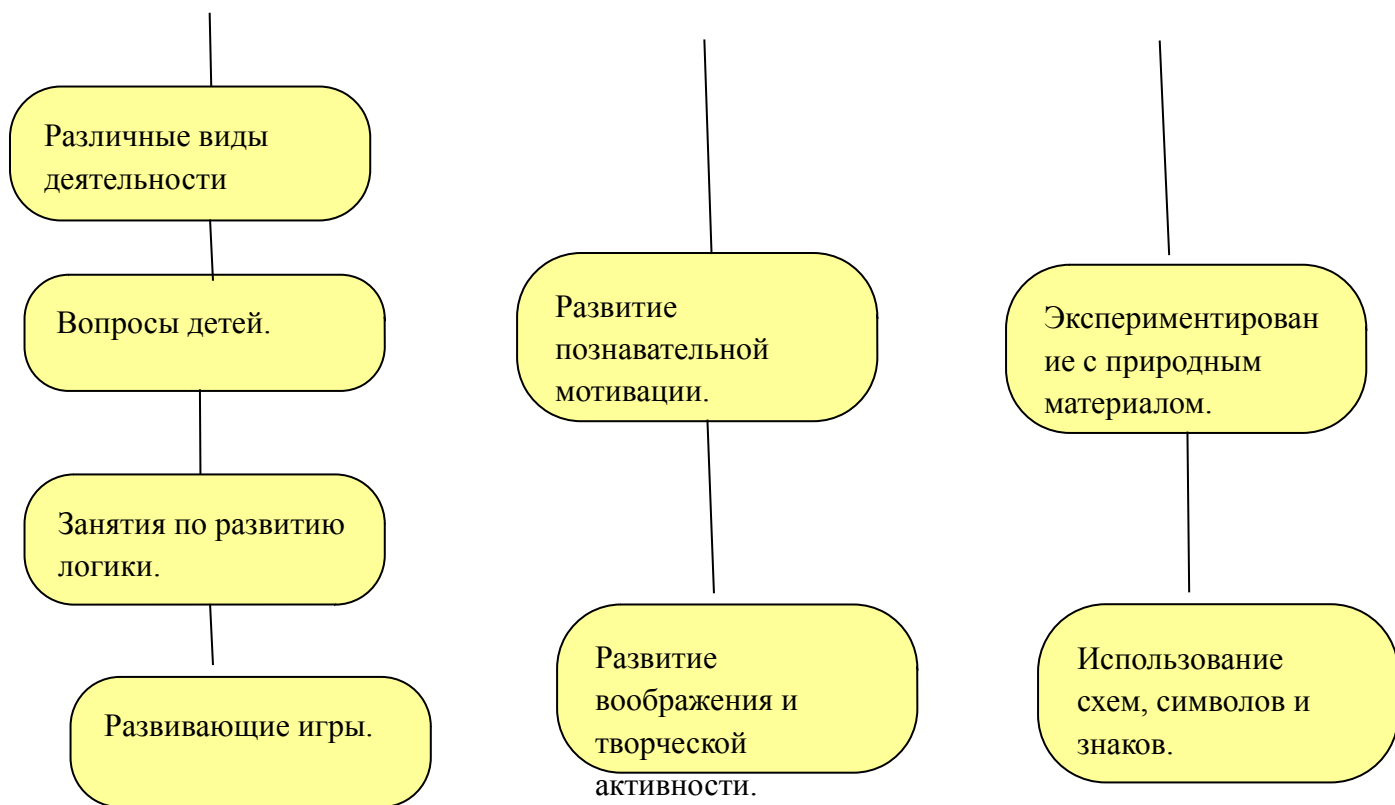 Различные виды
деятельности
Вопросы детей.
Занятия по развитию
логики.
Развивающие игры.
Развитие
познавательной
мотивации.
Развитие
воображения и
творческой
активности.
Экспериментирован
ие с природным
материалом.
Использование
схем, символов и
знаков.